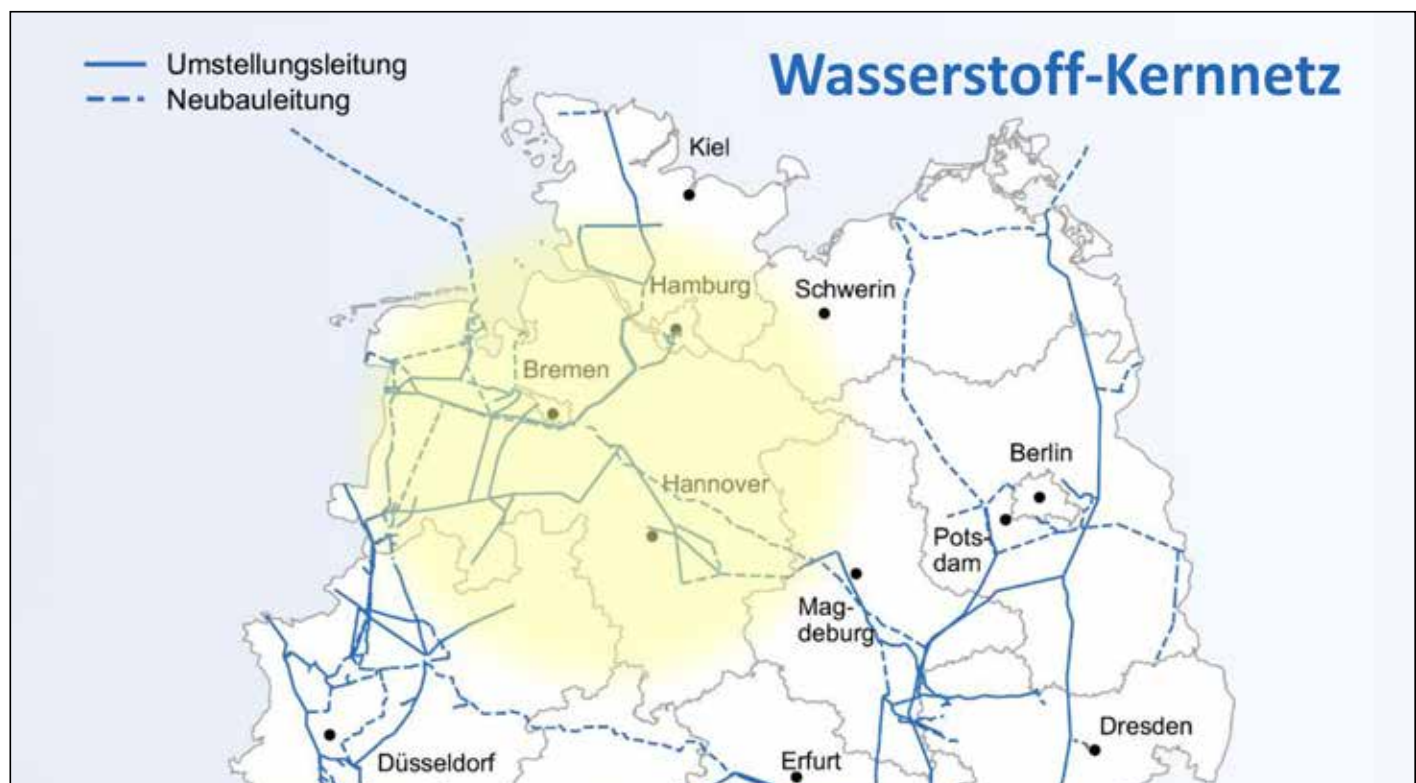 Umstellungsleitung
Neubauleitung
Wasserstoff-Kernnetz
Kiel
Hamburg
Schwerin
Bremen
Berlin
Hannover
Pots-
dam
Mag-
deburg
Dresden
Düsseldorf
Erfurt